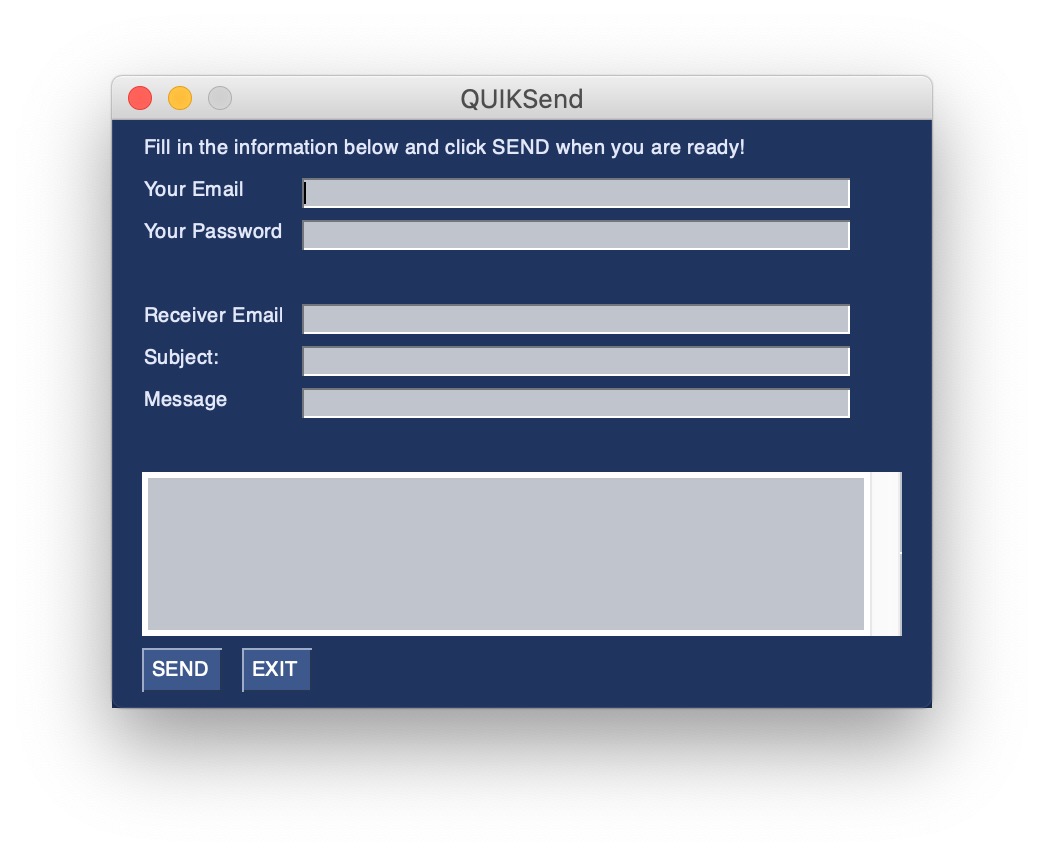 QUIKSend
Fill in the information below and click SEND when you are ready!
Your Email
Your Password
Receiver Email
Subject:
Message
SEND EXIT